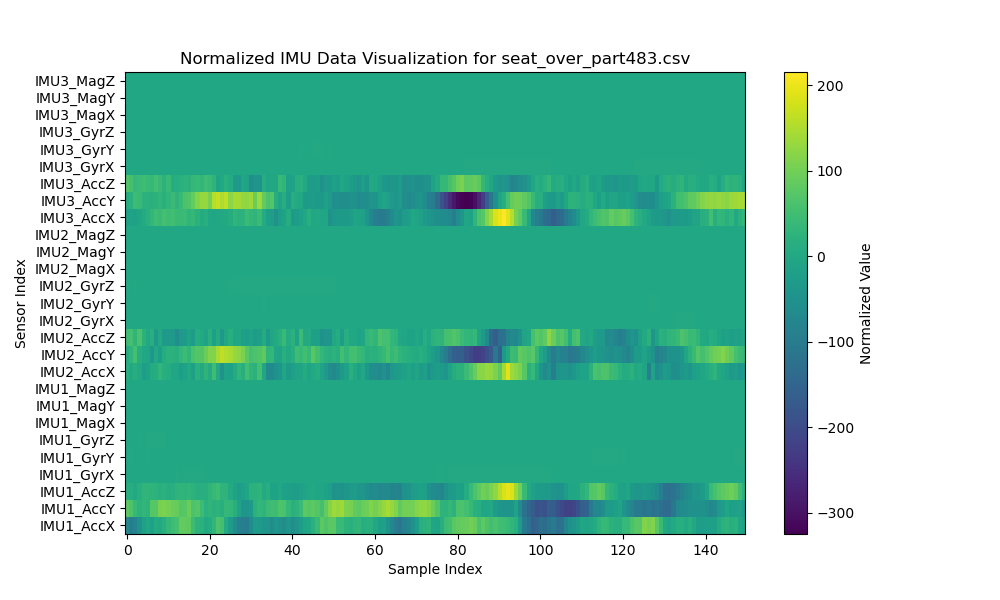 Normalized IMU Data Visualization for seat_over_part483.csv
IMU3_MagZ
IMU3_MagY
IMU3_MagX
IMU3_GyrZ
IMU3_GyrY
IMU3_GyrX
IMU3_AccZ
IMU3_AccY
IMU3_AccX
IMU2_MagZ
IMU2_MagY
IMU2_MagX
IMU2_GyrZ
IMU2_GyrY
IMU2_GyrX
IMU2_AccZ
IMU2_AccY
IMU2_AccX
IMU1_MagZ
IMU1_MagY
IMU1_MagX
IMU1_GyrZ
IMU1_GyrY
IMU1_GyrX
IMU1_AccZ
IMU1_AccY
IMU1_AccX
Sensor Index
0 20 40 60 80 100 120 140
Sample Index
200
100
0
−100
−200
−300
Normalized Value